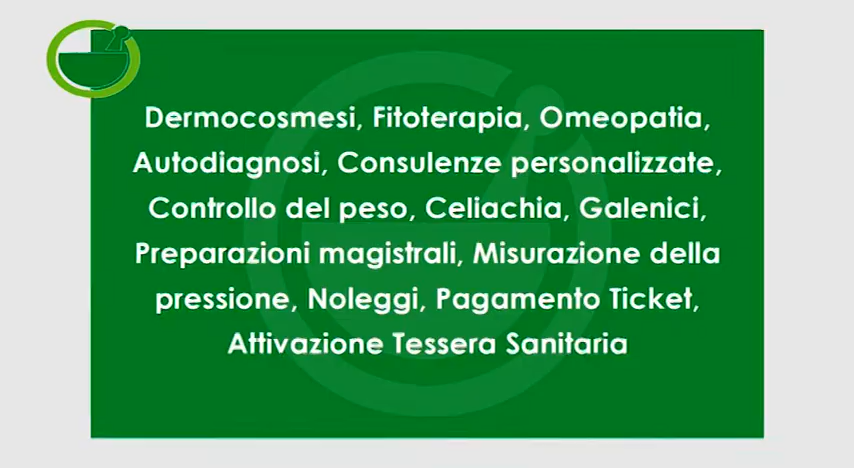 Dermocosmesi, Fitoterapia, Omeopatia,
Autodiagnosi, Consulenze personalizzate,
Controllo del peso, Celiachia, Galenici,
Preparazioni magistrali, Misurazione della
pressione, Noleggi, Pagamento Ticket,
Attivazione Tessera Sanitaria